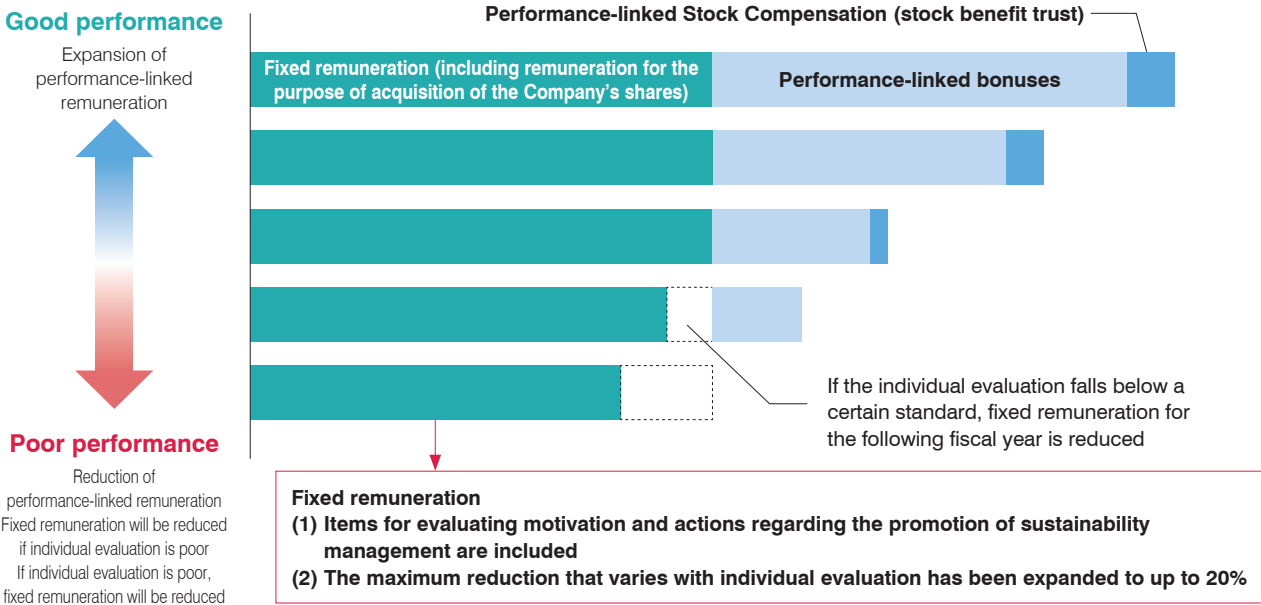 Good performance
Expansion of
performance-linked
remuneration
Performance-linked Stock Compensation (stock benefit trust)
Fixed remuneration (including remuneration for the
purpose of acquisition of the Company's shares)
Performance-linked bonuses
If the individual evaluation falls below a
certain standard, fixed remuneration for
the following fiscal year is reduced
Poor performance
Reduction of
performance-linked remuneration
Fixed remuneration will be reduced
if individual evaluation is poor
If individual evaluation is poor,
fixed remuneration will be reduced
Fixed remuneration
(1) Items for evaluating motivation and actions regarding the promotion of sustainability
management are included
(2) The maximum reduction that varies with individual evaluation has been expanded to up to 20%